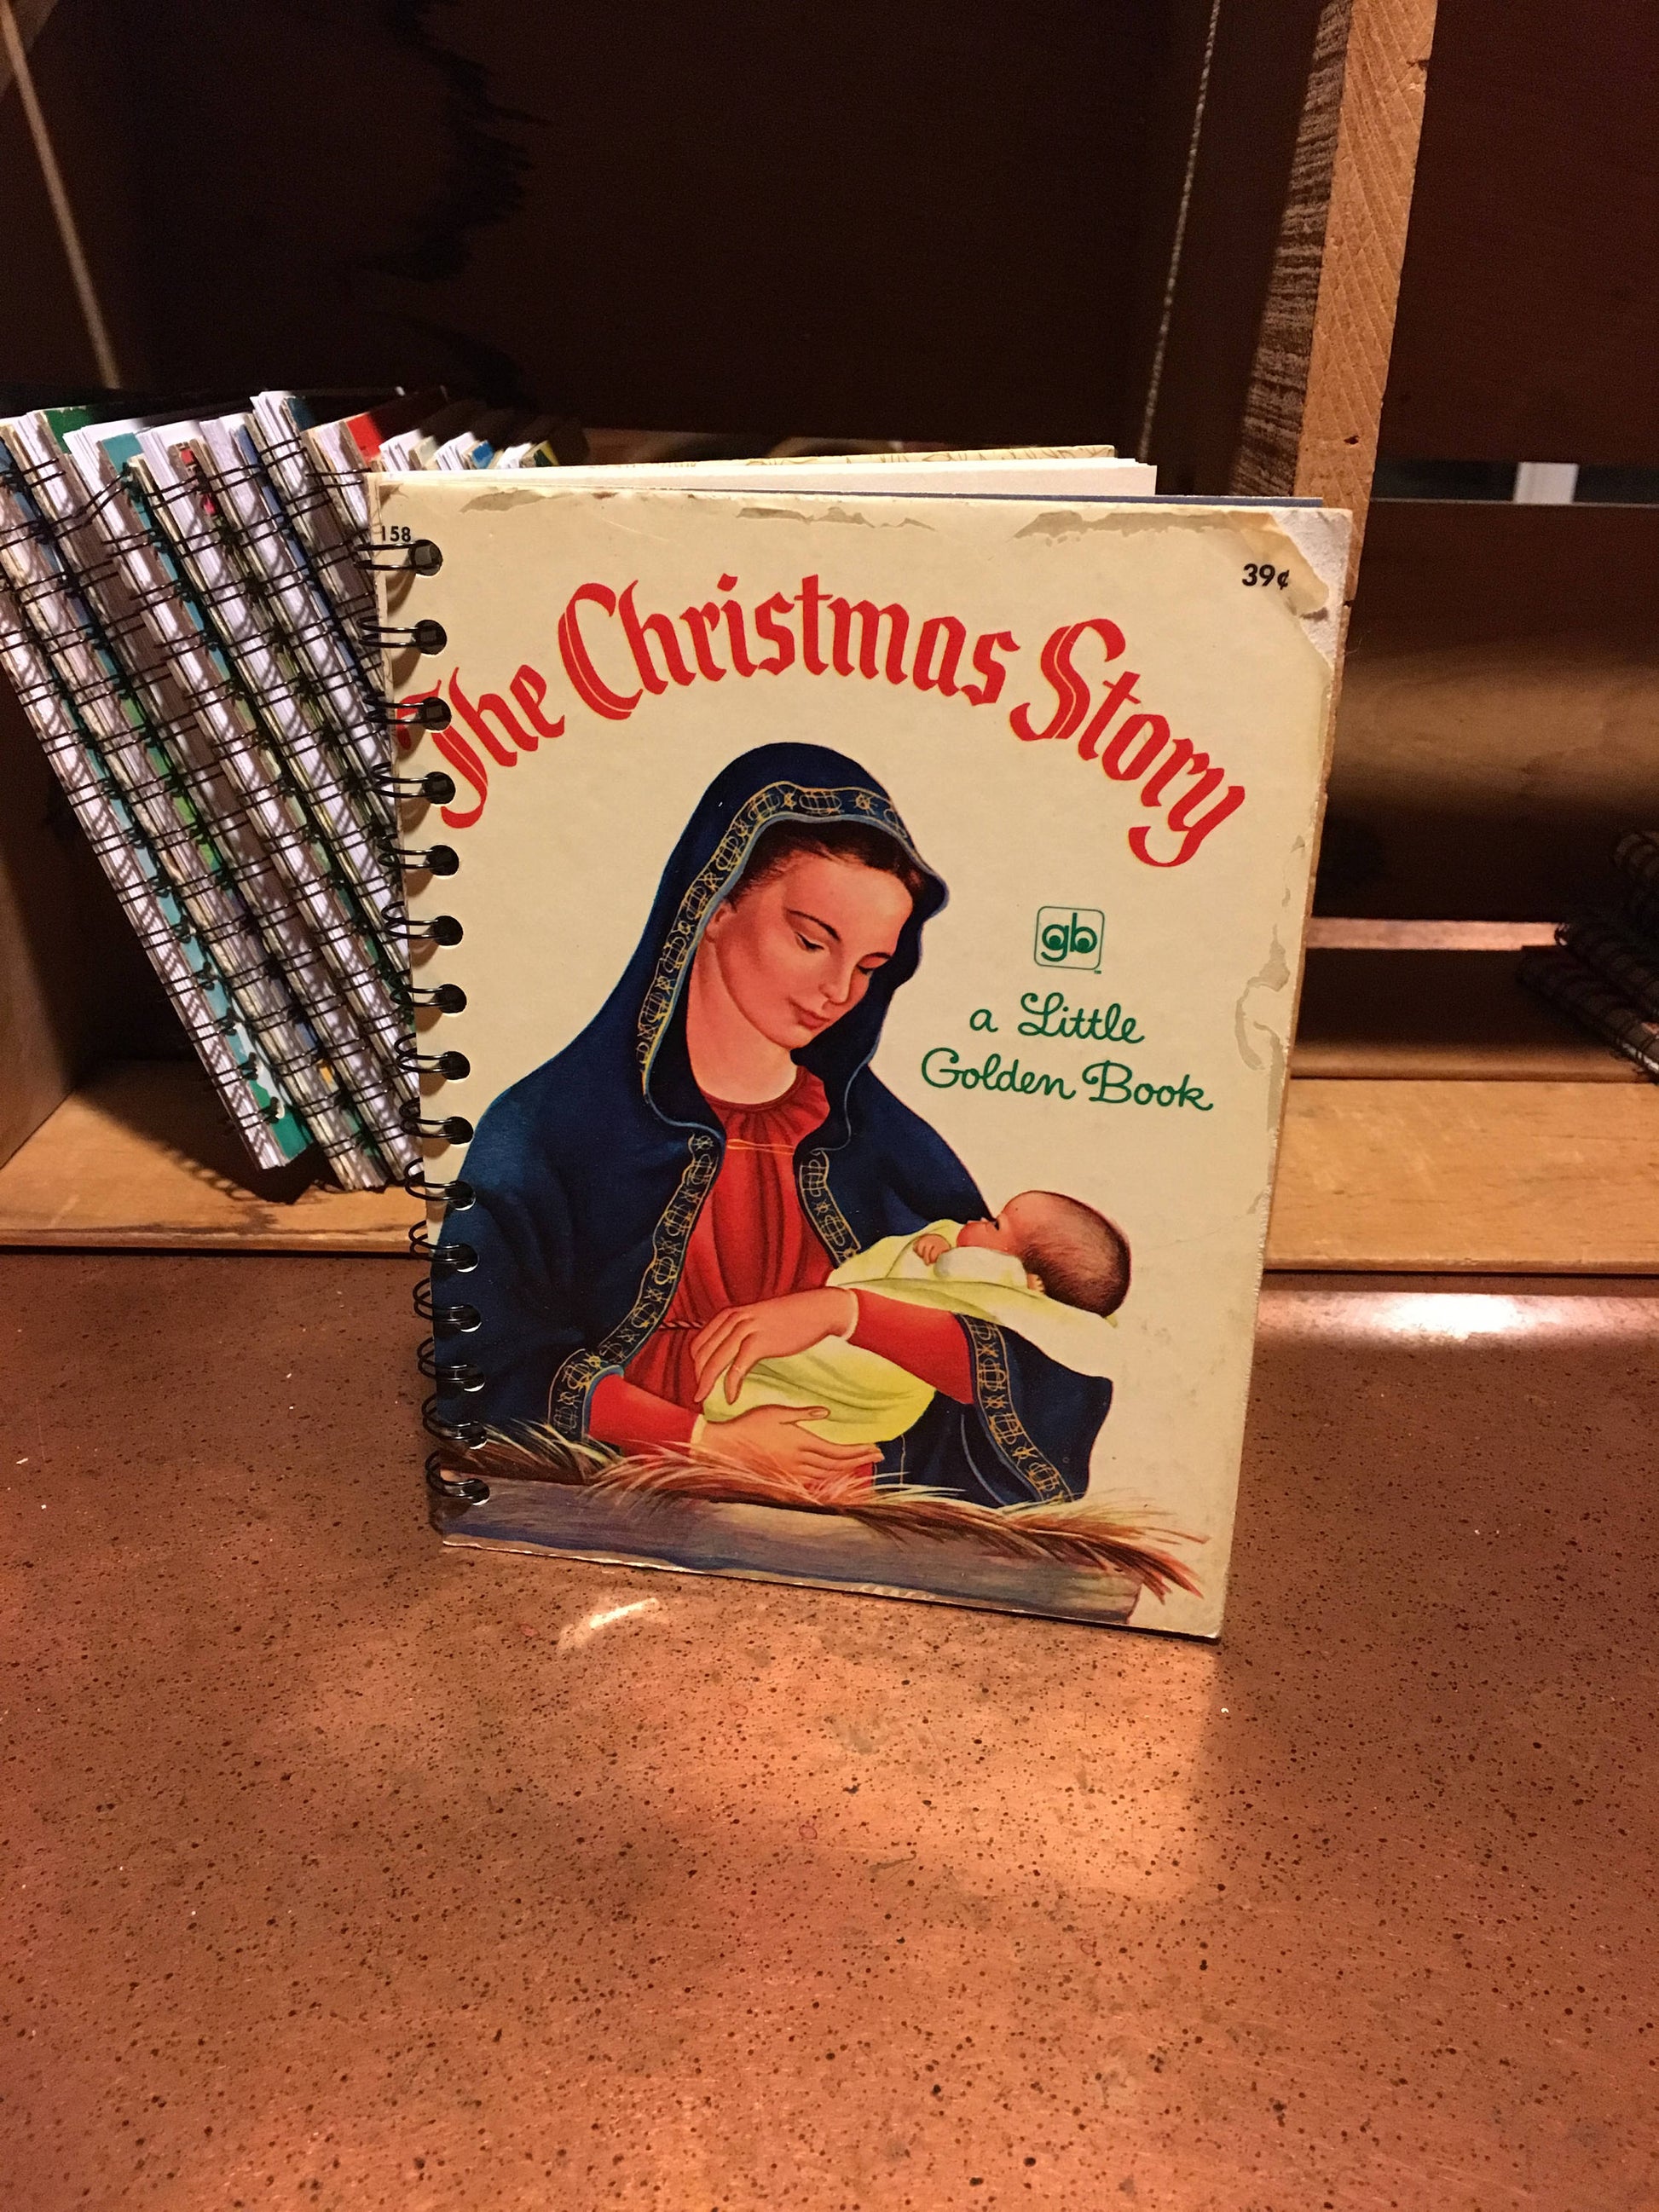 158
39¢
The Christmas Story
gb
a Little
Golden Book